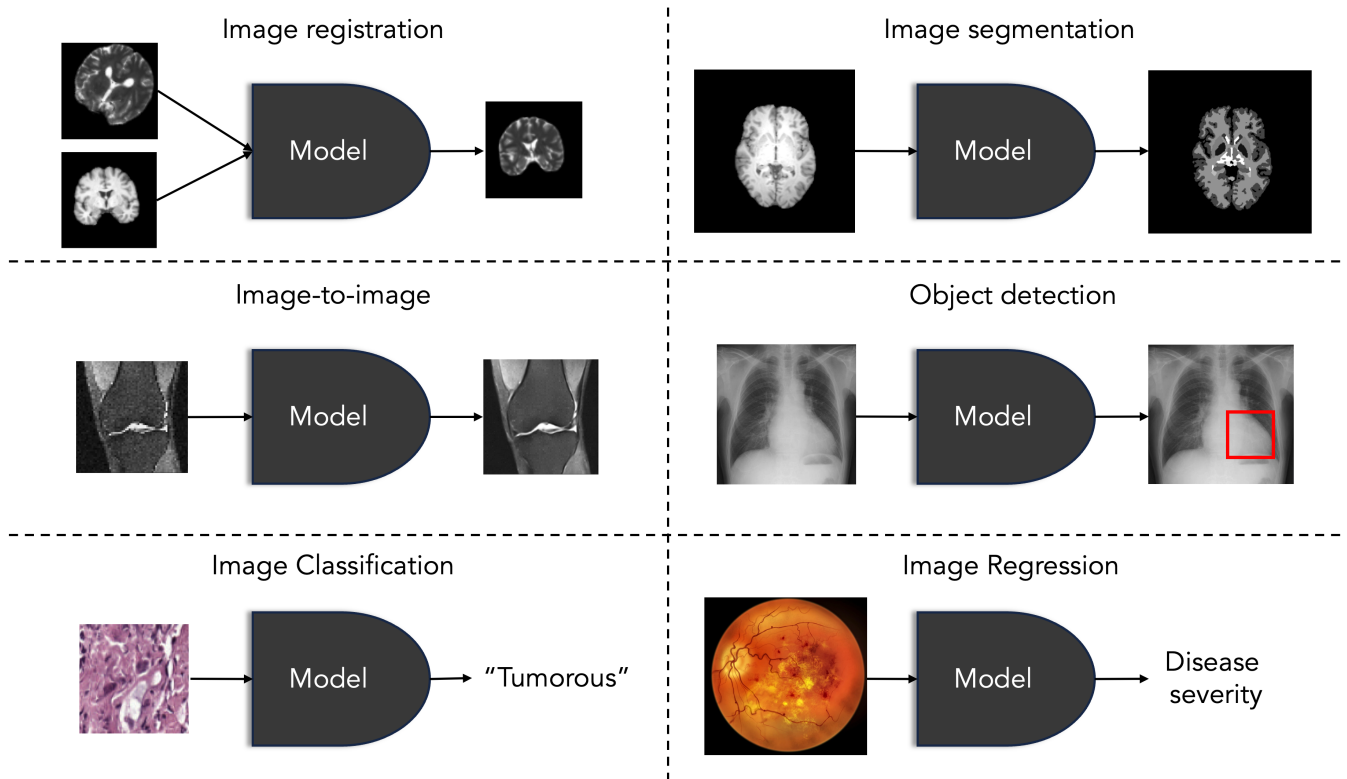 Image registration
Model
Image segmentation
Model
Image-to-image
Model
Object detection
Model
Image Classification
Model
“Tumorous”
Image Regression
Model
Disease
severity